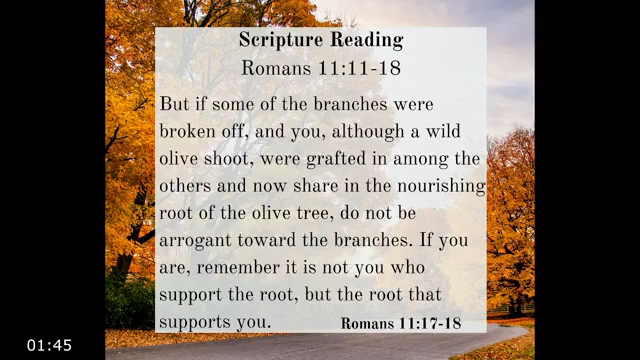 Scripture Reading
Romans 11:11-18
But if some of the branches were
broken off, and you, although a wild
olive shoot, were grafted in among the
others and now share in the nourishing
root of the olive tree, do not be
arrogant toward the branches. If you
are, remember it is not you who
support the root, but the root that
supports you. Romans 11:17-18
01:45